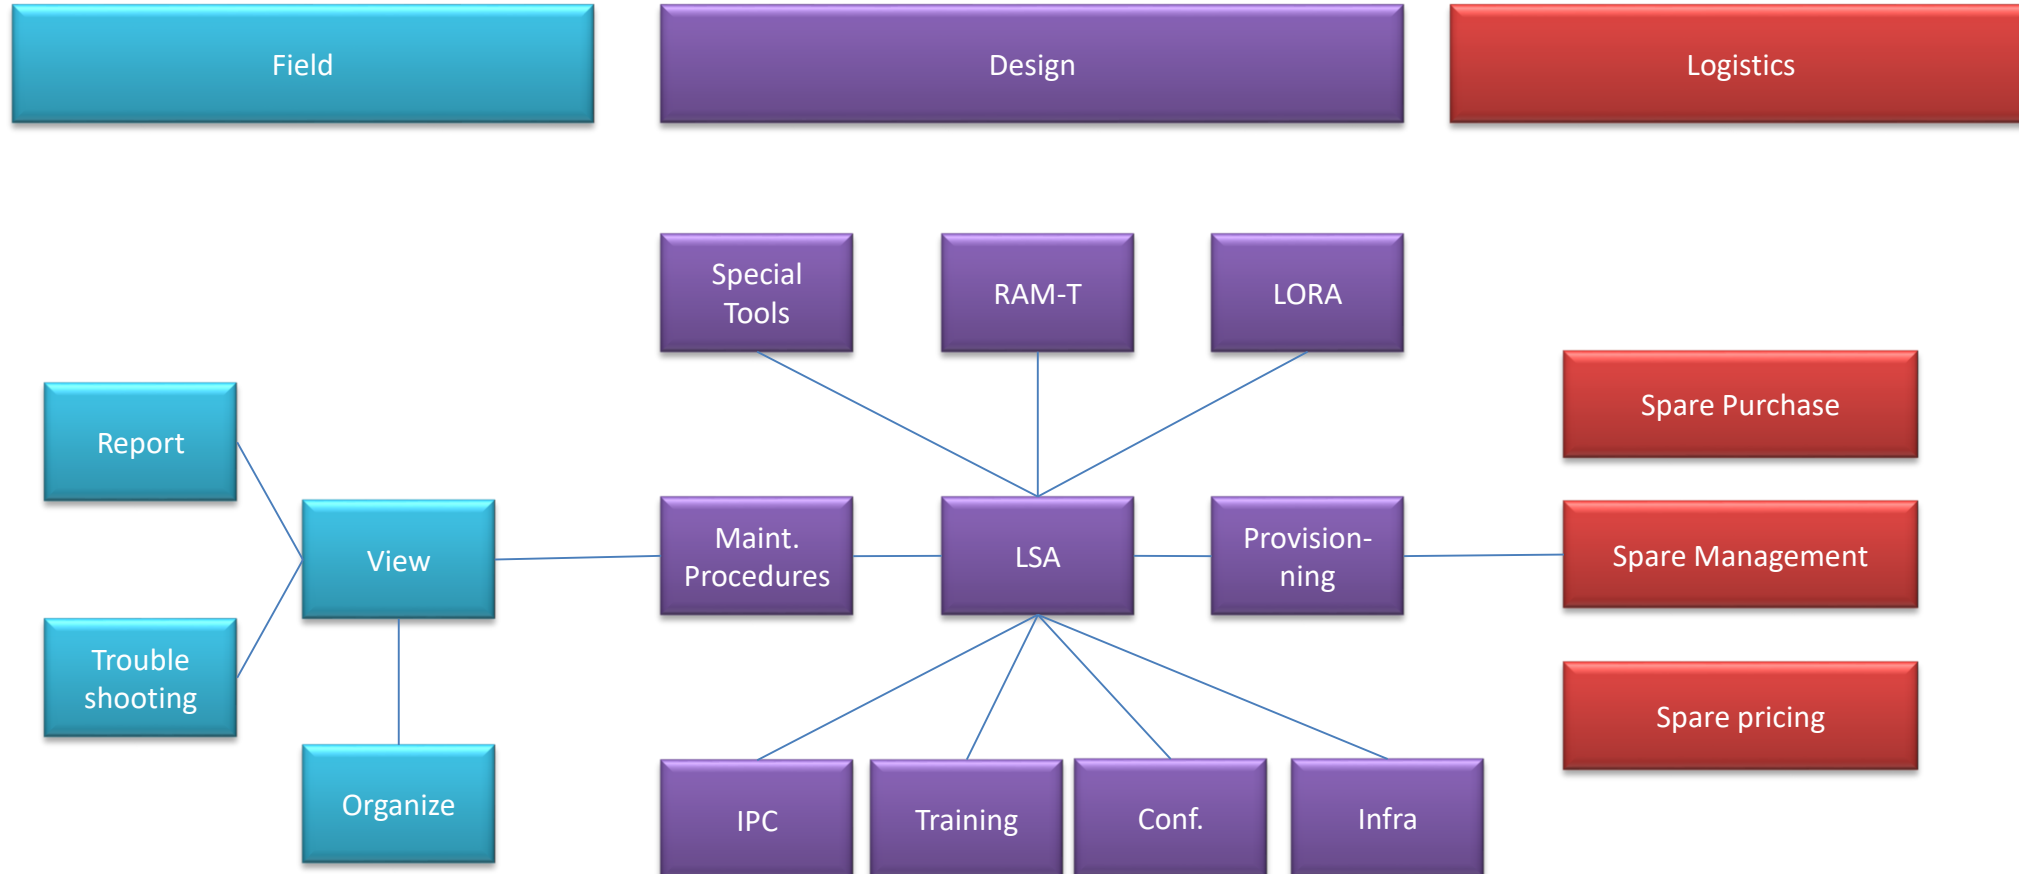 Field
Design
Logistics
Special
Tools
RAM-T
LORA
Report
Spare Purchase
View
Maint.
Procedures
LSA
Provision-
ning
Spare Management
Trouble
shooting
Spare pricing
Organize
IPC
Training
Conf.
Infra